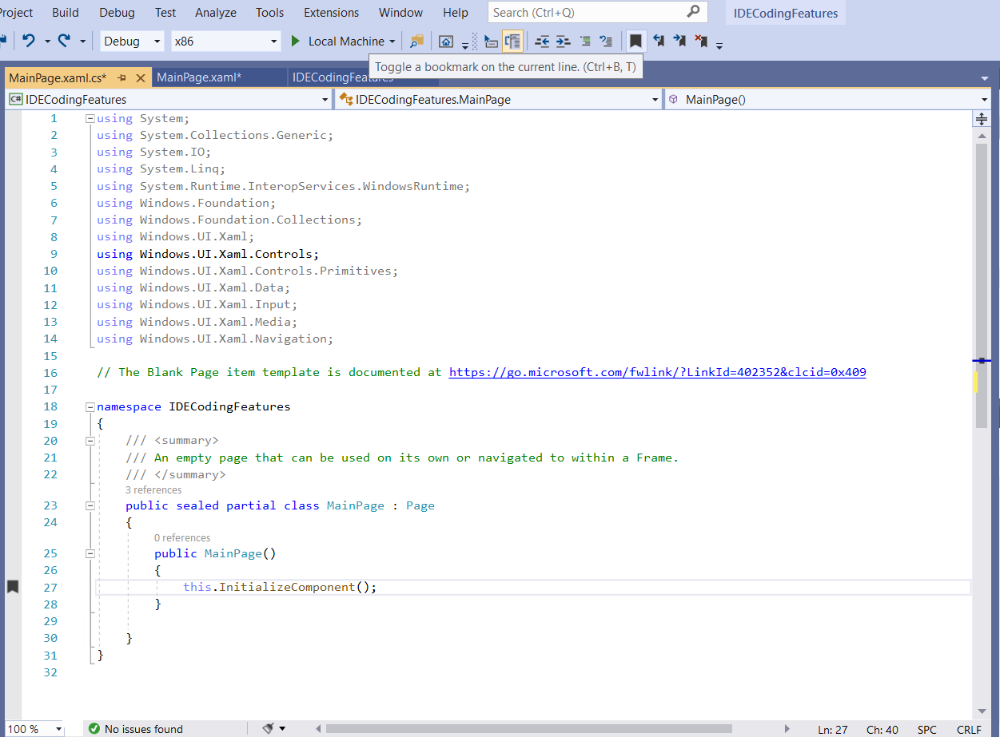 Project Build Debug Test Analyze Tools Extensions Window Help Search (Ctrl+Q) IDECodingFeatures
Debug x86 Local Machine
Toggle a bookmark on the current line. (Ctrl+B, T)
MainPage.xaml.cs* MainPage.xaml* IDECodingFeatures
C# IDECodingFeatures IDECodingFeatures.MainPage MainPage()
1 using System;
2 using System.Collections.Generic;
3 using System.IO;
4 using System.Linq;
5 using System.Runtime.InteropServices.WindowsRuntime;
6 using Windows.Foundation;
7 using Windows.Foundation.Collections;
8 using Windows.UI.Xaml;
9 using Windows.UI.Xaml.Controls;
10 using Windows.UI.Xaml.Controls.Primitives;
11 using Windows.UI.Xaml.Data;
12 using Windows.UI.Xaml.Input;
13 using Windows.UI.Xaml.Media;
14 using Windows.UI.Xaml.Navigation;
15
16 // The Blank Page item template is documented at https://go.microsoft.com/fwlink/?LinkId=402352&clcid=0x409
17
18 namespace IDECodingFeatures
19 {
20 /// <summary>
21 /// An empty page that can be used on its own or navigated to within a Frame.
22 /// </summary>
3 references
23 public sealed partial class MainPage : Page
24 {
0 references
25 public MainPage()
26 {
27 this.InitializeComponent();
28 }
29
30 }
31 }
32
100 % No issues found Ln: 27 Ch: 40 SPC CRLF